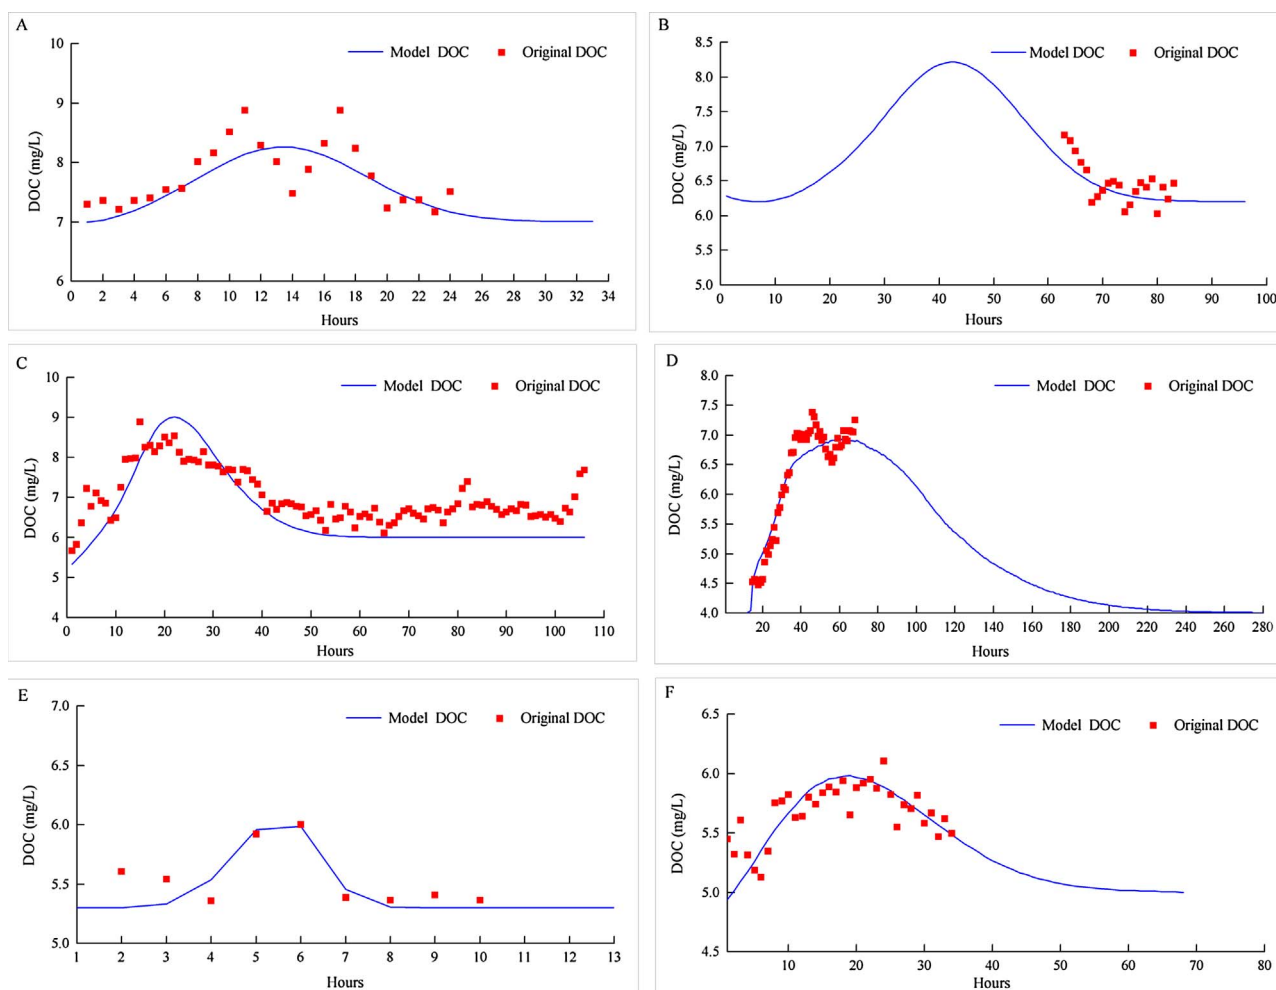 A
Model DOC Original DOC
DOC (mg/L)
10
9
8
7
6
0 2 4 6 8 10 12 14 16 18 20 22 24 26 28 30 32 34
Hours
B
Model DOC Original DOC
DOC (mg/L)
8.5
8.0
7.5
7.0
6.5
6.0
5.5
5.0
0 10 20 30 40 50 60 70 80 90 100
Hours
C
Model DOC Original DOC
DOC (mg/L)
10
9
8
7
6
5
4
0 10 20 30 40 50 60 70 80 90 100 110
Hours
D
Model DOC Original DOC
DOC (mg/L)
8.0
7.5
7.0
6.5
6.0
5.5
5.0
4.5
4.0
20 40 60 80 100 120 140 160 180 200 220 240 260 280
Hours
E
Model DOC Original DOC
DOC (mg/L)
7.0
6.5
6.0
5.5
5.0
1 2 3 4 5 6 7 8 9 10 11 12 13
Hours
F
Model DOC Original DOC
DOC (mg/L)
6.5
6.0
5.5
5.0
4.5
10 20 30 40 50 60 70 80
Hours